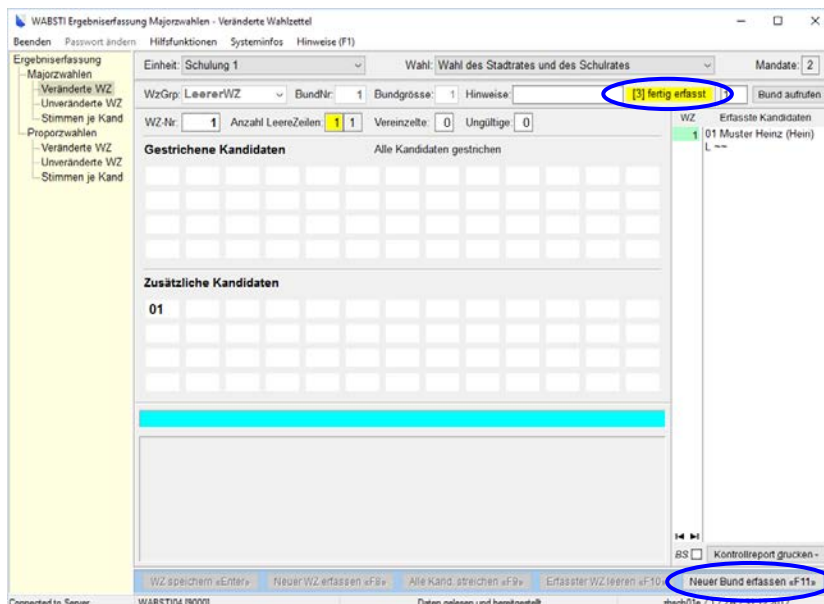 WABSTI Ergebniserfassung Majorzwahlen - Veränderte Wahlzettel
Beenden Passwort ändern Hilfsfunktionen Systeminfos Hinweise (F1)
Ergebniserfassung
Majorzwahlen
Veränderte WZ
Unveränderte WZ
Stimmen je Kand
Proporzwahlen
Veränderte WZ
Unveränderte WZ
Stimmen je Kand
Einheit: Schulung 1 Wahl: Wahl des Stadtrates und des Schulrates Mandate: 2
WzGrp: LeererWZ BundNr: 1 Bundgrösse: 1 Hinweise: [3] fertig erfasst 1 Bund aufrufen
WZ-Nr: 1 Anzahl LeereZeilen: 1 1 Vereinzelte: 0 Ungültige: 0
WZ Erfasste Kandidaten
1 01 Muster Heinz (Hein)
L ~~
Gestrichene Kandidaten Alle Kandidaten gestrichen
Zusätzliche Kandidaten
01
BS Kontrollreport grucken
WZ speichern «Enter» Neuer WZ erfassen «F8» Alle Kand. streichen «F9» Erfasster WZ leeren «F10» Neuer Bund erfassen «F11»
Connected to Server WABSTI04 [9000] Daten gelesen und bereitgestellt